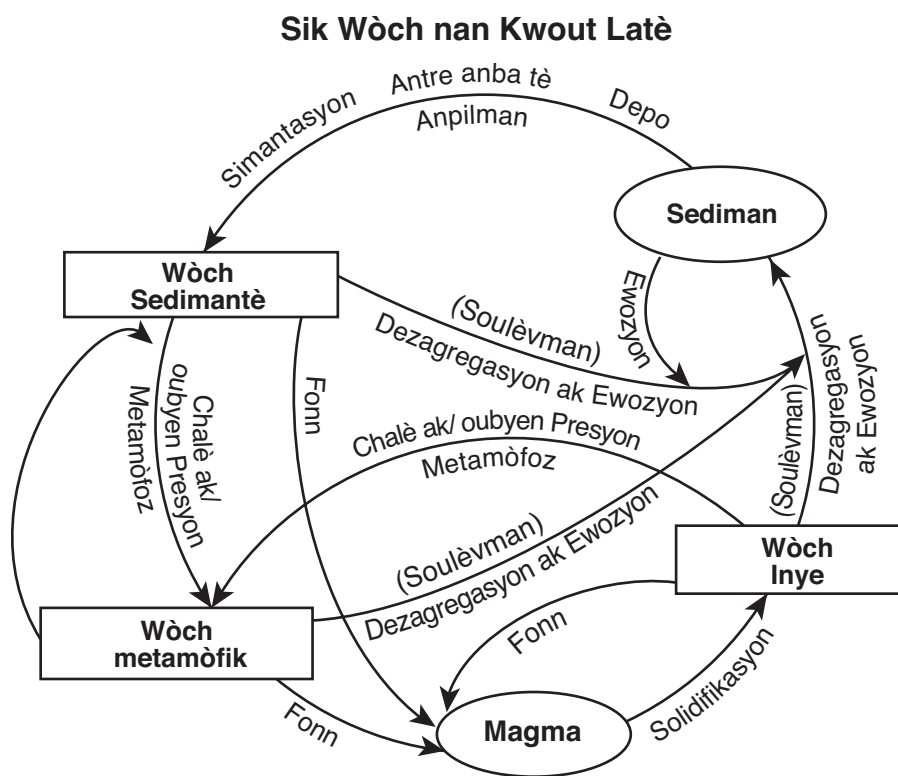 Sik Wòch nan Kwout Latè
Simantasyon
Antre anba tè
Anpilman
Depo
Sediman
Wòch
Sedimantè
Ewozyon
(Soulèvman)
Dezagregasyon ak Ewozyon
(Soulèvman)
Dezagregasyon
ak Ewozyon
Chalè ak/
oubyen Presyon
Metamòfoz
Fonn
Chalè ak/ oubyen Presyon
Metamòfoz
(Soulèvman)
Dezagregasyon ak Ewozyon
Wòch
Inye
Wòch
metamòfik
Fonn
Fonn
Magma
Solidifikasyon